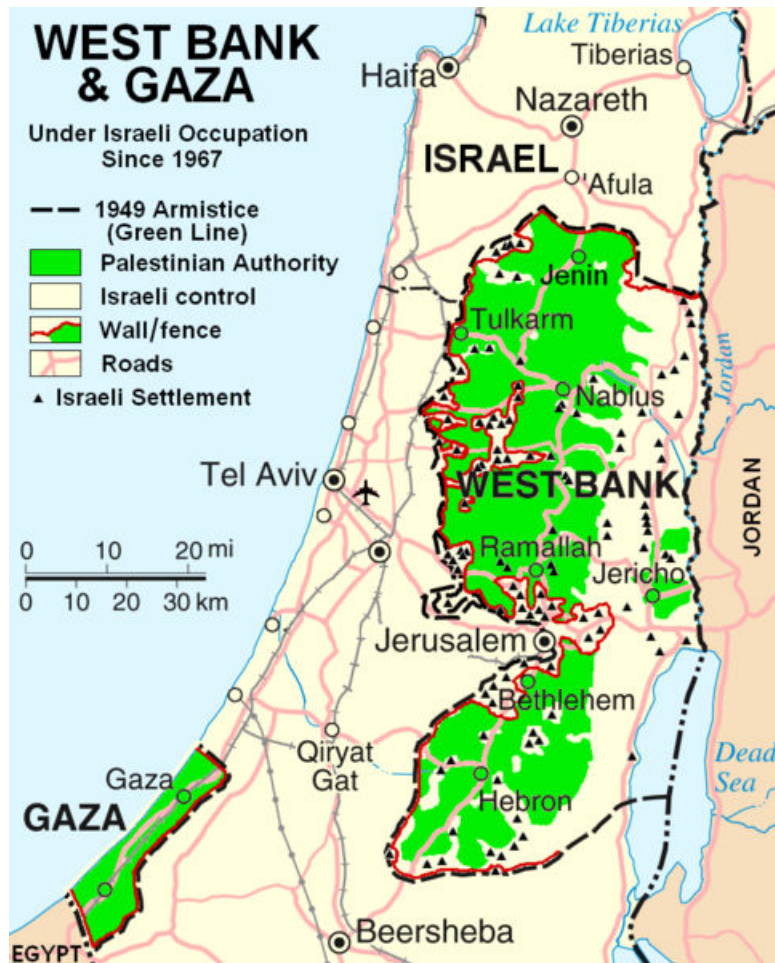 WEST BANK
& GAZA
Under Israeli Occupation
Since 1967
1949 Armistice
(Green Line)
Palestinian Authority
Israeli control
Wall/fence
Roads
Israeli Settlement
Lake Tiberias
Tiberias
Haifa
Nazareth
ISRAEL
'Afula
Jenin
Tulkarm
Jordan
Nablus
Tel Aviv
WEST BANK
JORDAN
0 10 20 mi
0 10 20 30 km
Ramallah
Jericho
Jerusalem
Bethlehem
Qiryat
Gat
Dead
Sea
Gaza
GAZA
Hebron
Beersheba
EGYPT